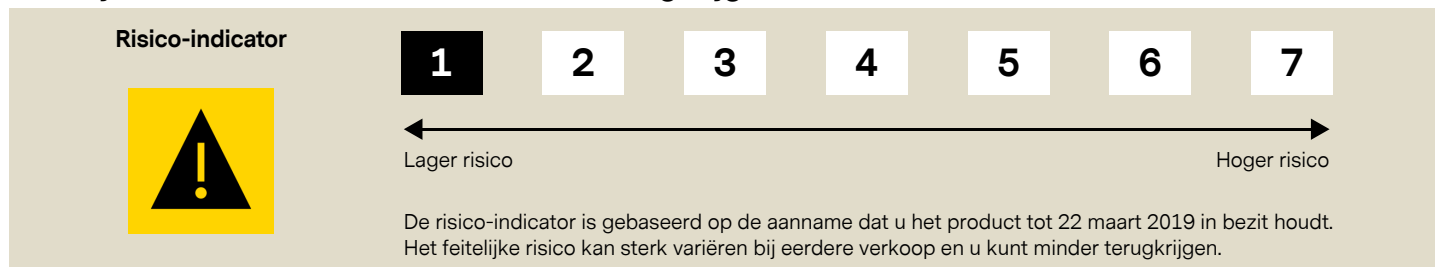 Risico-indicator
1 2 3 4 5 6 7
Lager risico Hoger risico
De risico-indicator is gebaseerd op de aanname dat u het product tot 22 maart 2019 in bezit houdt.
Het feitelijke risico kan sterk variëren bij eerdere verkoop en u kunt minder terugkrijgen.